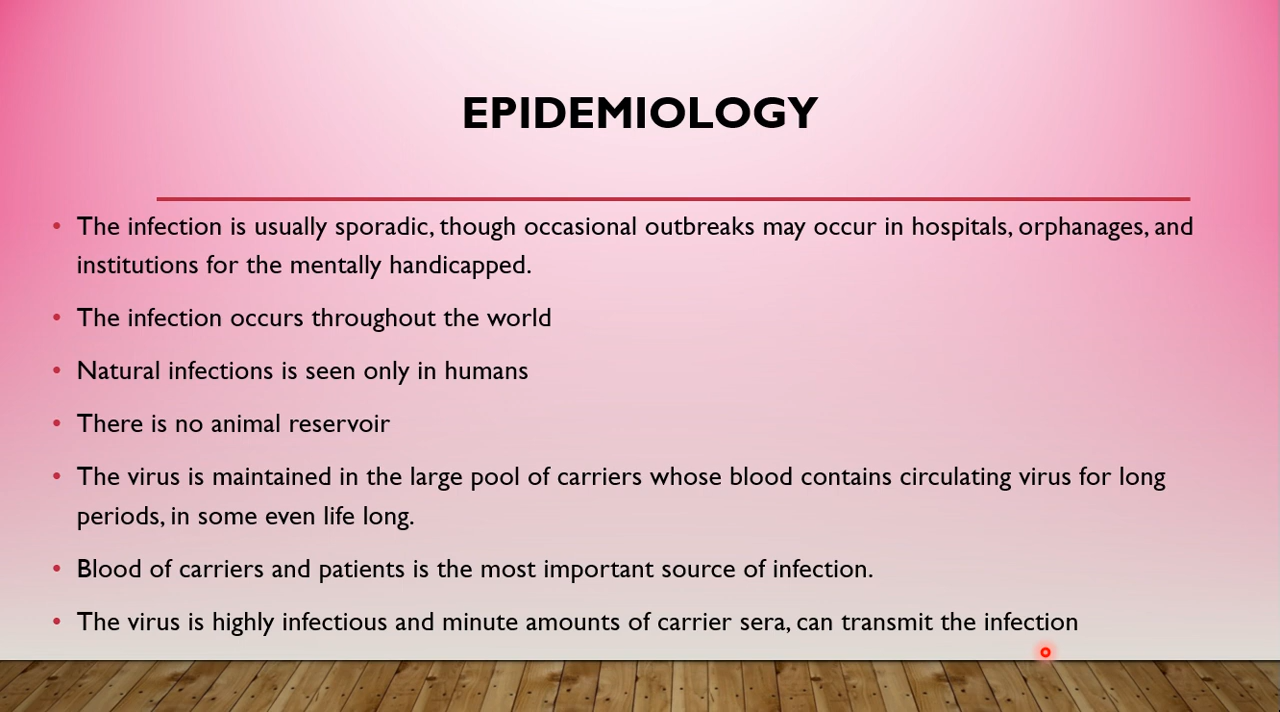 EPIDEMIOLOGY
• The infection is usually sporadic, though occasional outbreaks may occur in hospitals, orphanages, and
institutions for the mentally handicapped.
• The infection occurs throughout the world
• Natural infections is seen only in humans
• There is no animal reservoir
• The virus is maintained in the large pool of carriers whose blood contains circulating virus for long
periods, in some even life long.
• Blood of carriers and patients is the most important source of infection.
• The virus is highly infectious and minute amounts of carrier sera, can transmit the infection